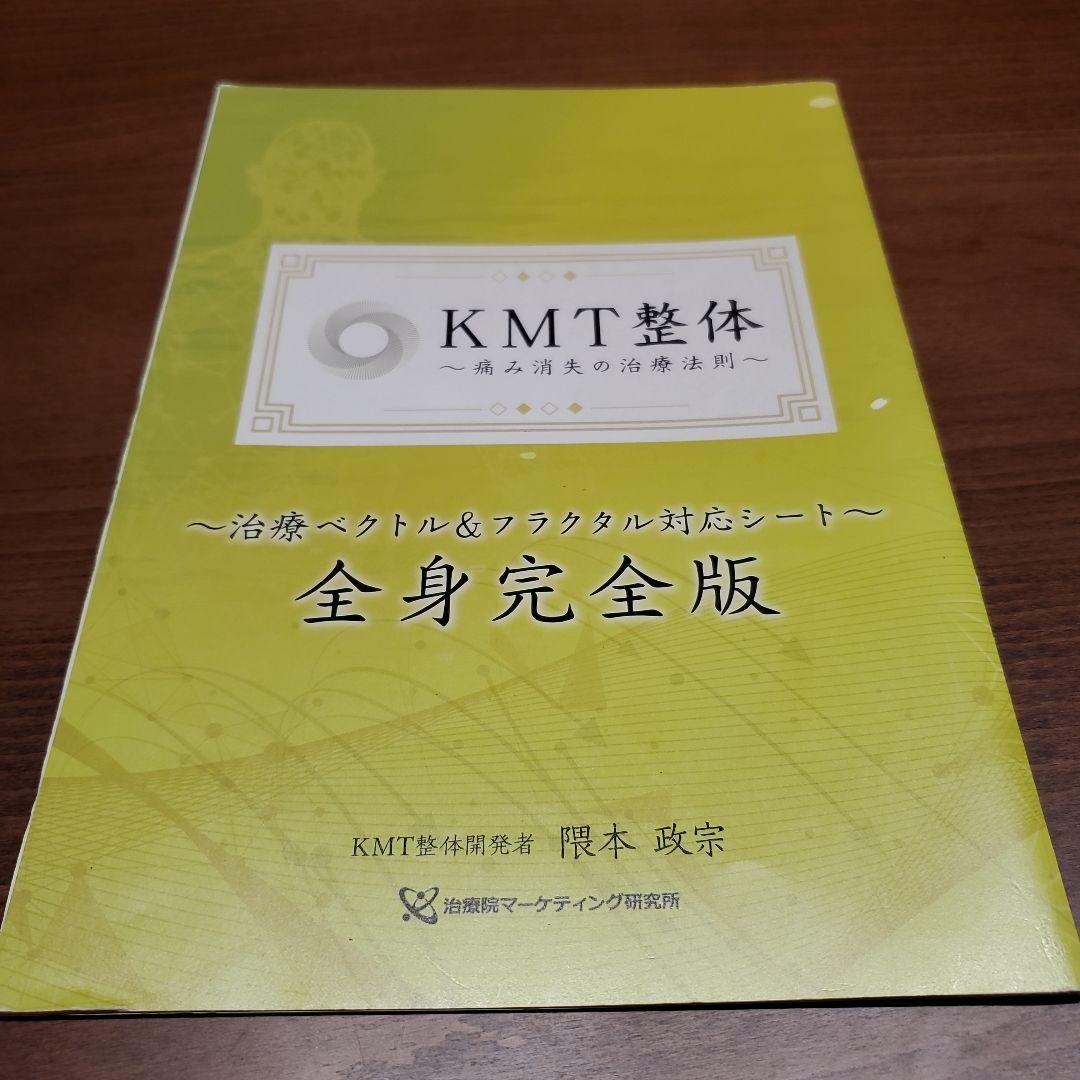 KMT整体
～痛み消失の治療法則～
～治療ベクトル&フラクタル対応シート～
全身完全版
KMT整体開発者 隈本 政宗
治療院マーケティング研究所